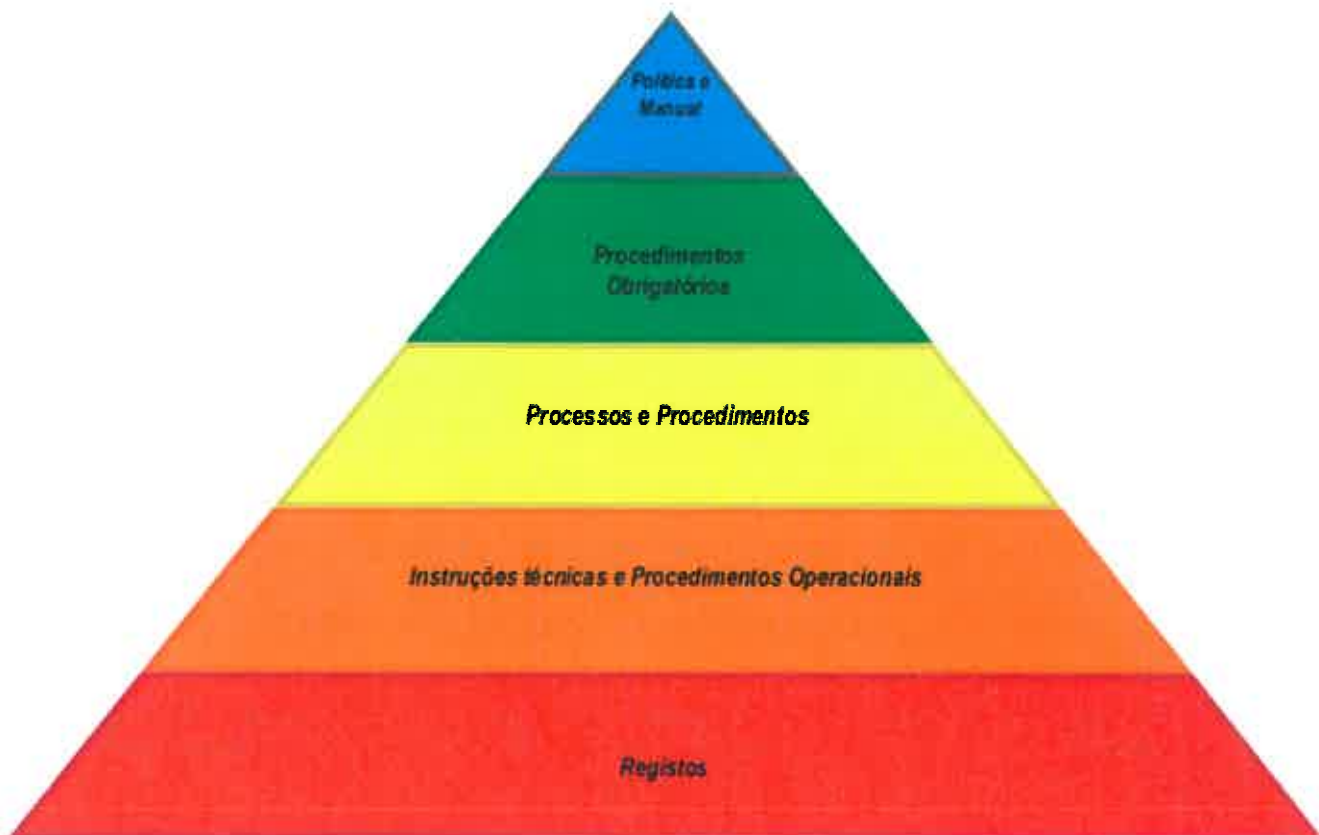 Política e
Manual
Procedimentos
Obrigatórios
Processos e Procedimentos
Instruções técnicas e Procedimentos Operacionais
Registos